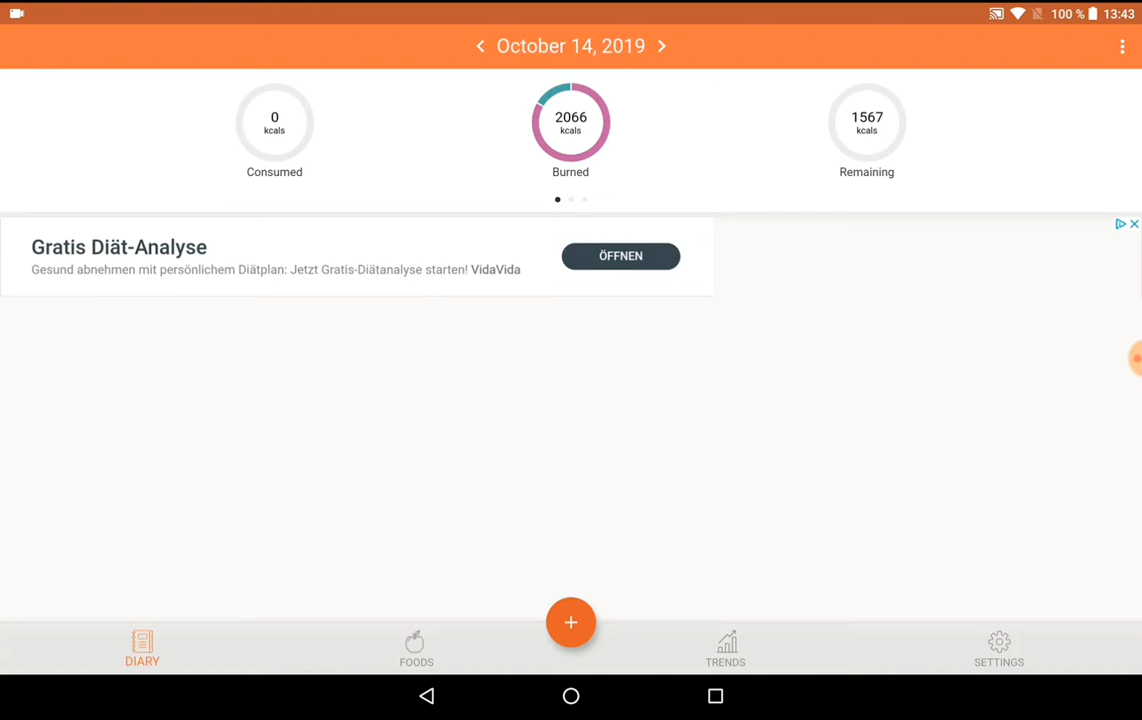 100 % 13:43
October 14, 2019
0
kcals
Consumed
2066
kcals
Burned
1567
kcals
Remaining
Gratis Diät-Analyse
Gesund abnehmen mit persönlichem Diätplan: Jetzt Gratis-Diätanalyse starten! VidaVida
ÖFFNEN
DIARY
FOODS
TRENDS
SETTINGS